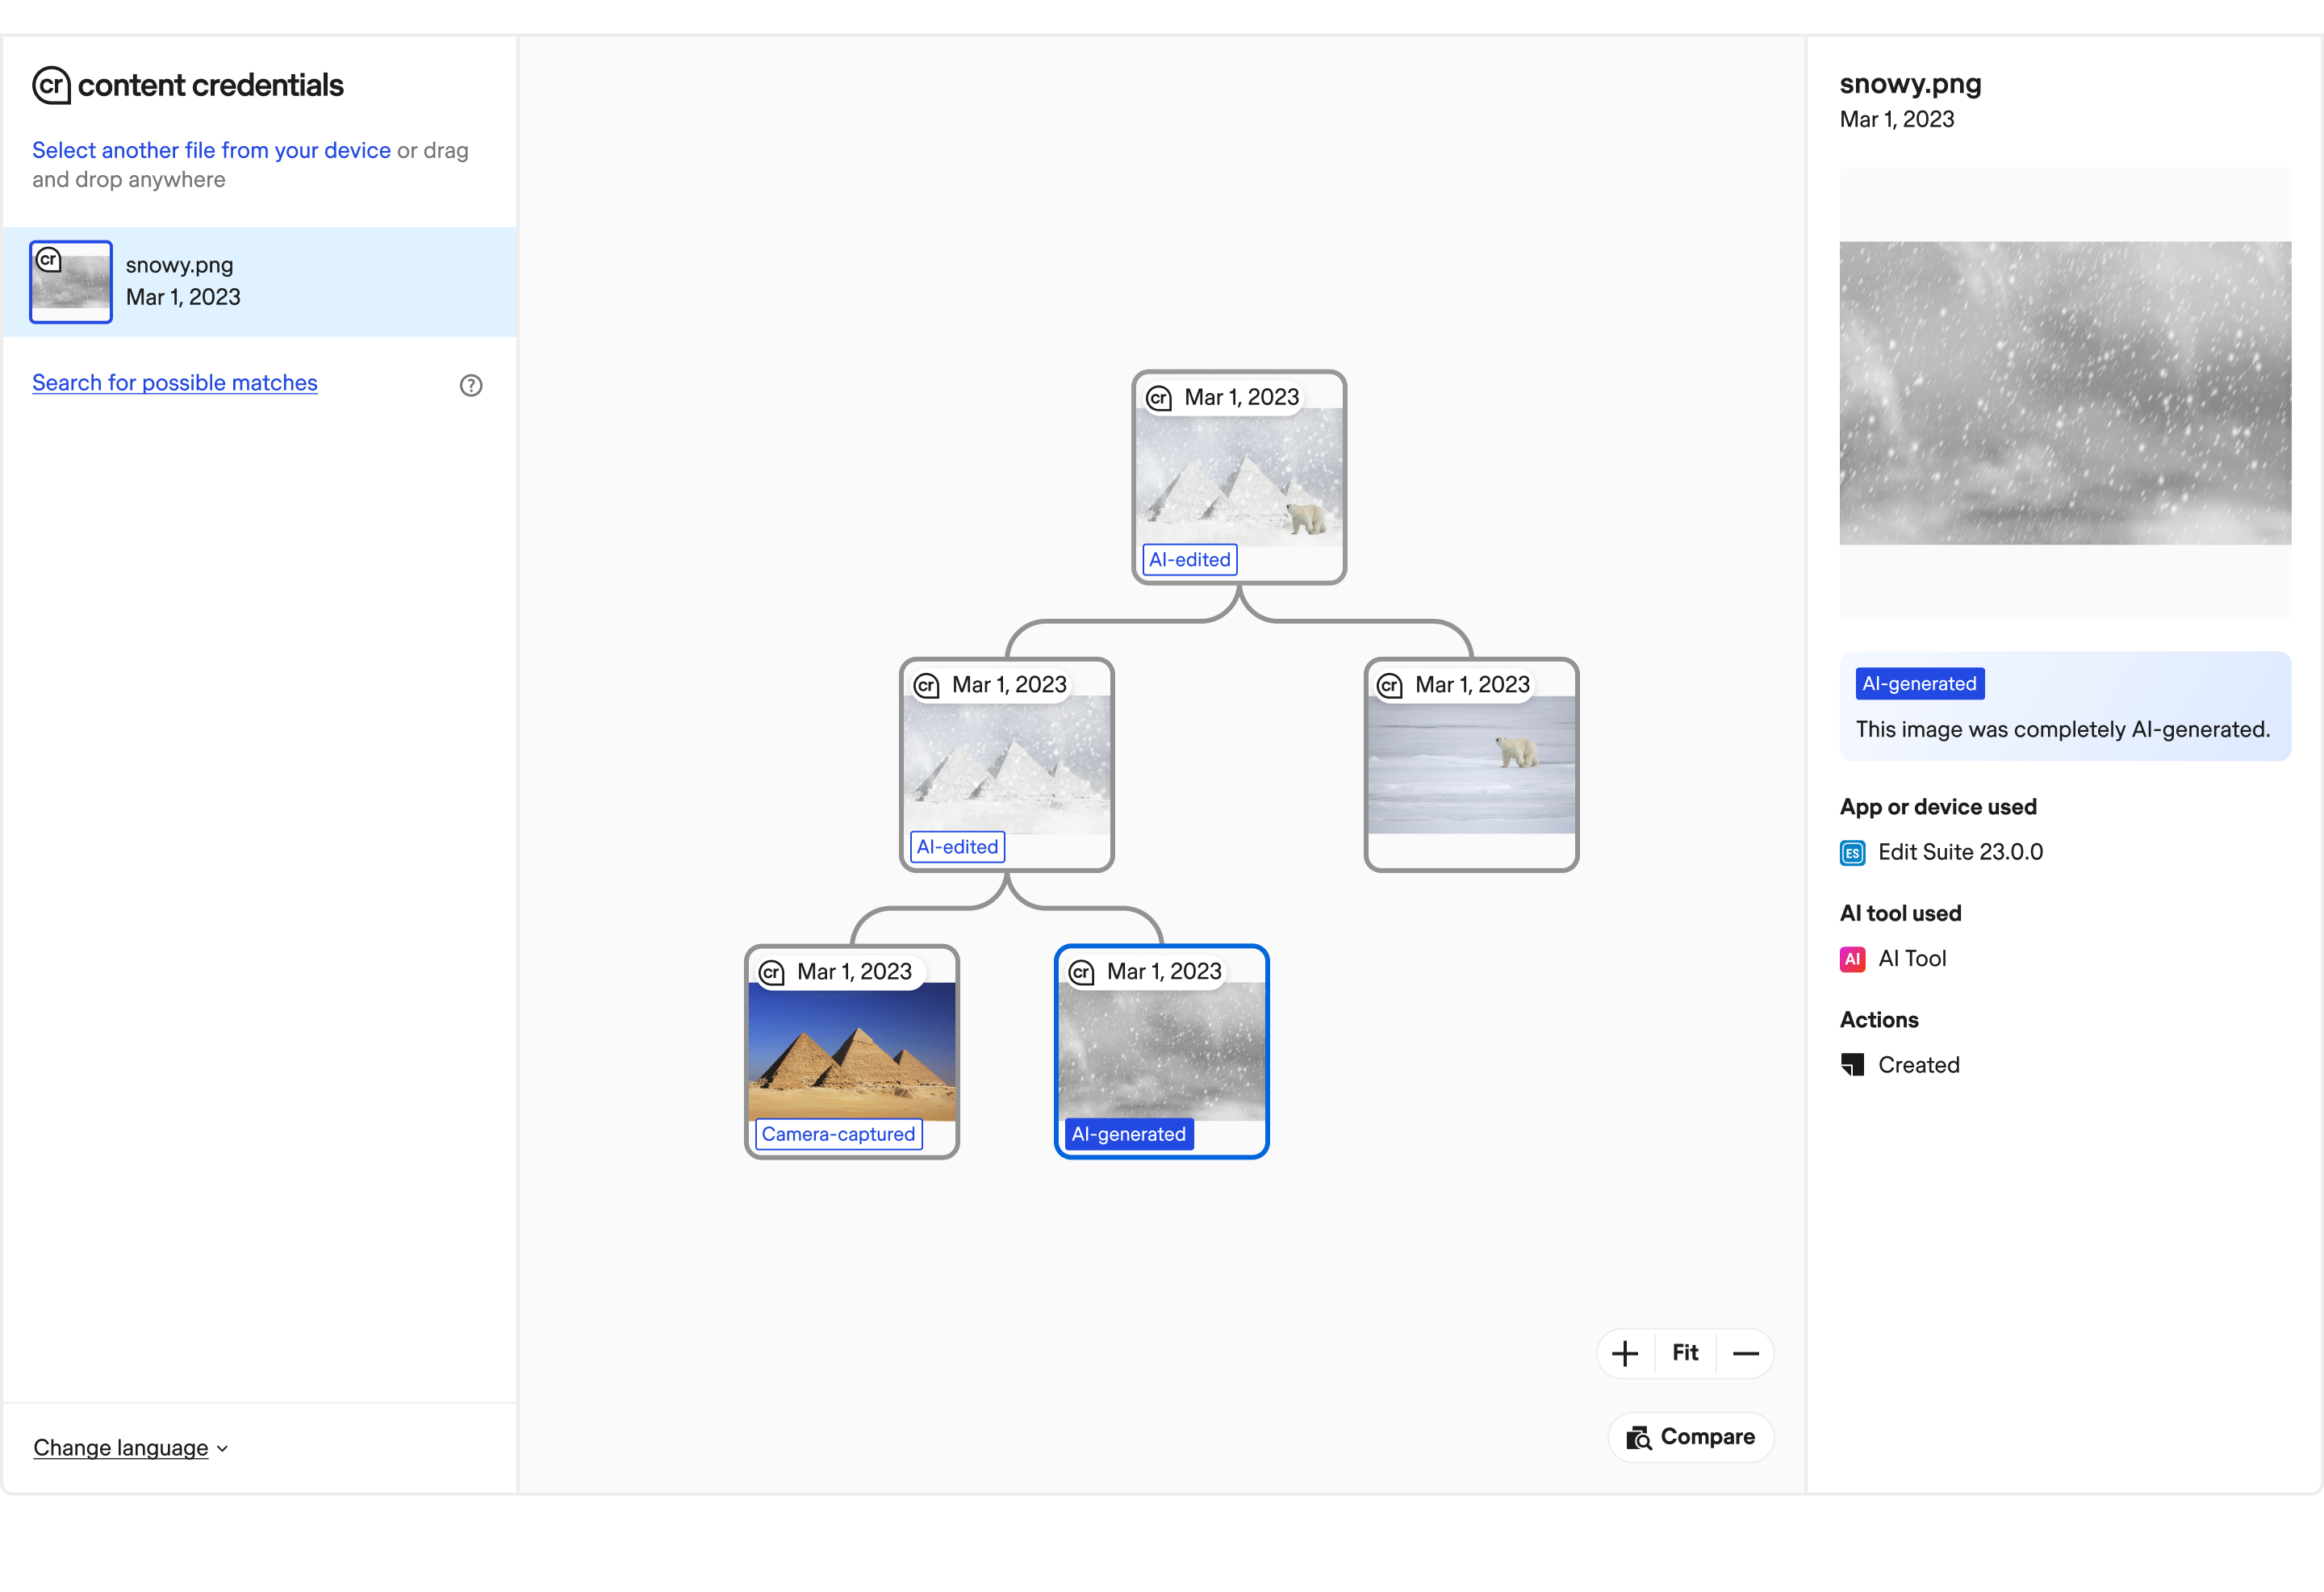 cr content credentials
Select another file from your device or drag
and drop anywhere
cr
snowy.png
Mar 1, 2023
Search for possible matches ?
Change language
cr Mar 1, 2023
AI-edited
cr Mar 1, 2023
AI-edited
cr Mar 1, 2023
cr Mar 1, 2023
Camera-captured
cr Mar 1, 2023
AI-generated
+ Fit —
Compare
snowy.png
Mar 1, 2023
AI-generated
This image was completely AI-generated.
App or device used
ES Edit Suite 23.0.0
AI tool used
AI AI Tool
Actions
Created